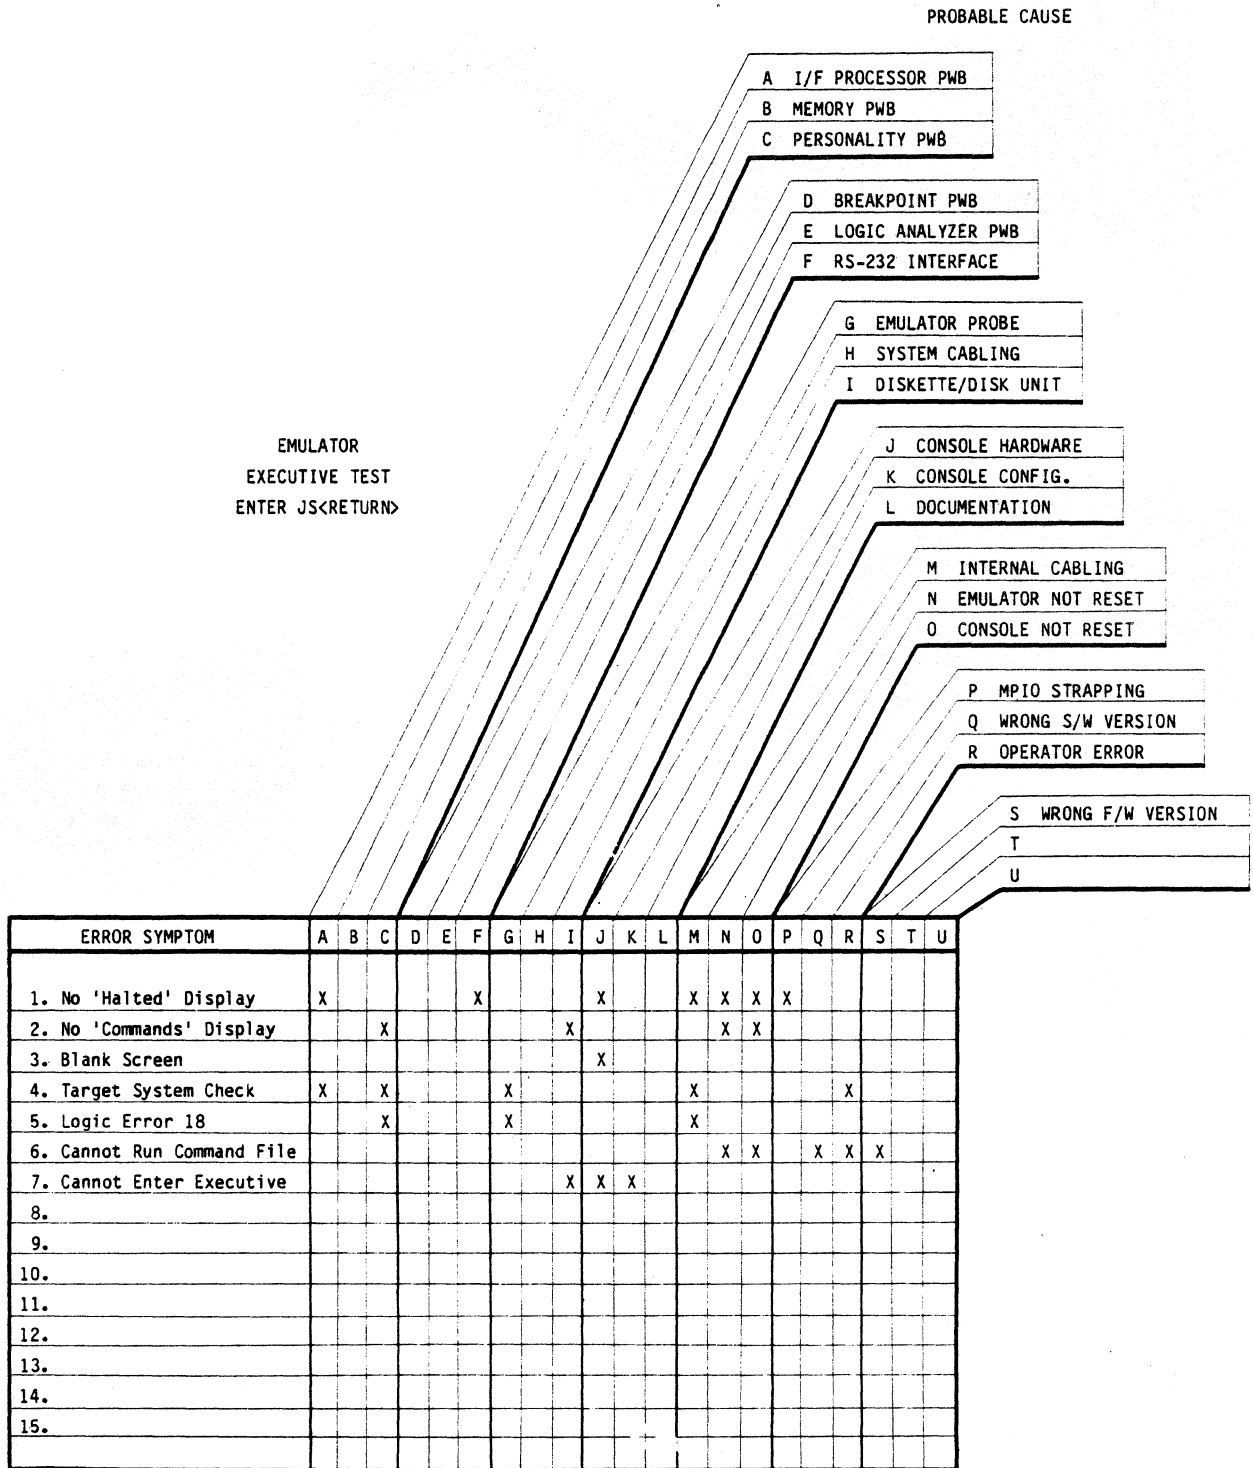 PROBABLE CAUSE
A I/F PROCESSOR PWB
B MEMORY PWB
C PERSONALITY PWB
D BREAKPOINT PWB
E LOGIC ANALYZER PWB
F RS-232 INTERFACE
G EMULATOR PROBE
H SYSTEM CABLING
I DISKETTE/DISK UNIT
EMULATOR
EXECUTIVE TEST
ENTER JS<RETURN>
J CONSOLE HARDWARE
K CONSOLE CONFIG.
L DOCUMENTATION
M INTERNAL CABLING
N EMULATOR NOT RESET
O CONSOLE NOT RESET
P MPIO STRAPPING
Q WRONG S/W VERSION
R OPERATOR ERROR
S WRONG F/W VERSION
T
U
ERROR SYMPTOM A B C D E F G H I J K L M N O P Q R S T U
1. No 'Halted' Display X X X X X X X
2. No 'Commands' Display X X X X
3. Blank Screen X
4. Target System Check X X X X X
5. Logic Error 18 X X X
6. Cannot Run Command File X X X X X
7. Cannot Enter Executive X X X
8.
9.
10.
11.
12.
13.
14.
15.